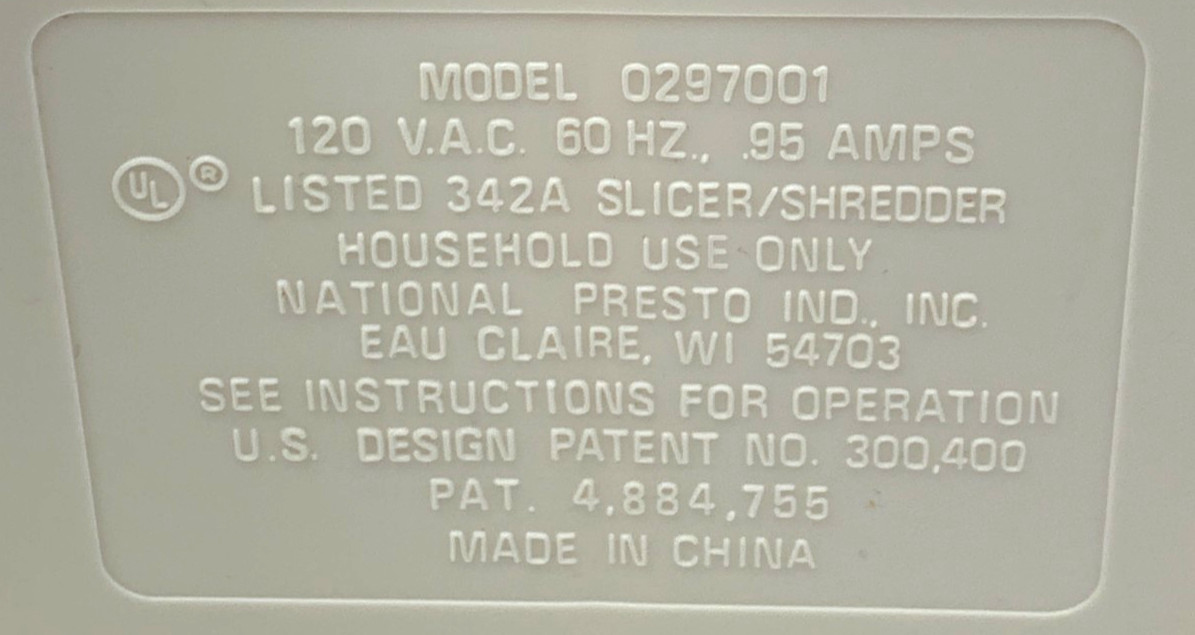 MODEL 0297001
120 V.A.C. 60 HZ., .95 AMPS
UL ® LISTED 342A SLICER/SHREDDER
HOUSEHOLD USE ONLY
NATIONAL PRESTO IND., INC.
EAU CLAIRE, WI 54703
SEE INSTRUCTIONS FOR OPERATION
U.S. DESIGN PATENT NO. 300,400
PAT. 4,884,755
MADE IN CHINA